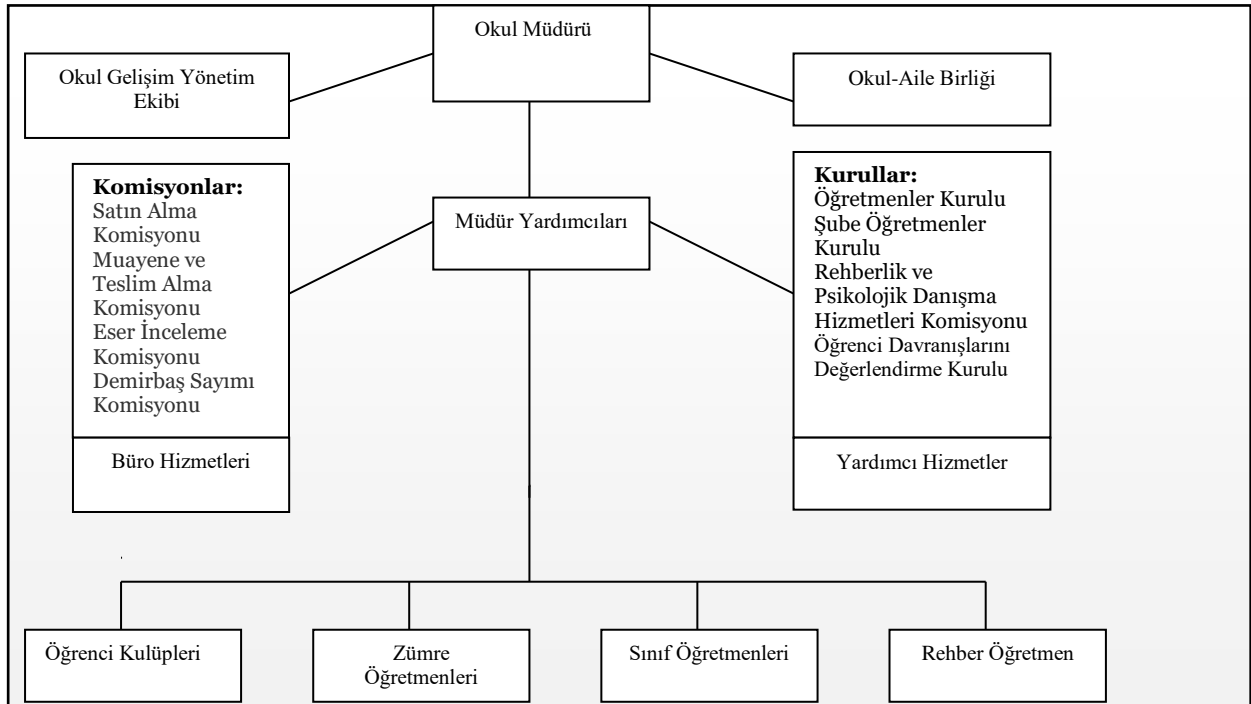 Okul Müdürü
Okul Gelişim Yönetim
Ekibi
Okul-Aile Birliği
Komisyonlar:
Satın Alma
Komisyonu
Muayene ve
Teslim Alma
Komisyonu
Eser İnceleme
Komisyonu
Demirbaş Sayımı
Komisyonu
Müdür Yardımcıları
Kurullar:
Öğretmenler Kurulu
Şube Öğretmenler
Kurulu
Rehberlik ve
Psikolojik Danışma
Hizmetleri Komisyonu
Öğrenci Davranışlarını
Değerlendirme Kurulu
Büro Hizmetleri
Yardımcı Hizmetler
Öğrenci Kulüpleri
Zümre
Öğretmenleri
Sınıf Öğretmenleri
Rehber Öğretmen